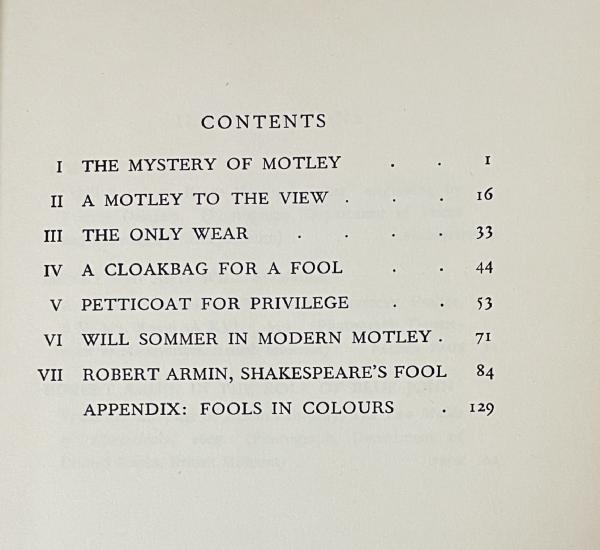 CONTENTS
I THE MYSTERY OF MOTLEY . . 1
II A MOTLEY TO THE VIEW . . . 16
III THE ONLY WEAR . . . . 33
IV A CLOAKBAG FOR A FOOL . . 44
V PETTICOAT FOR PRIVILEGE . . 53
VI WILL SOMMER IN MODERN MOTLEY . 71
VII ROBERT ARMIN, SHAKESPEARE'S FOOL 84
APPENDIX: FOOLS IN COLOURS . 129